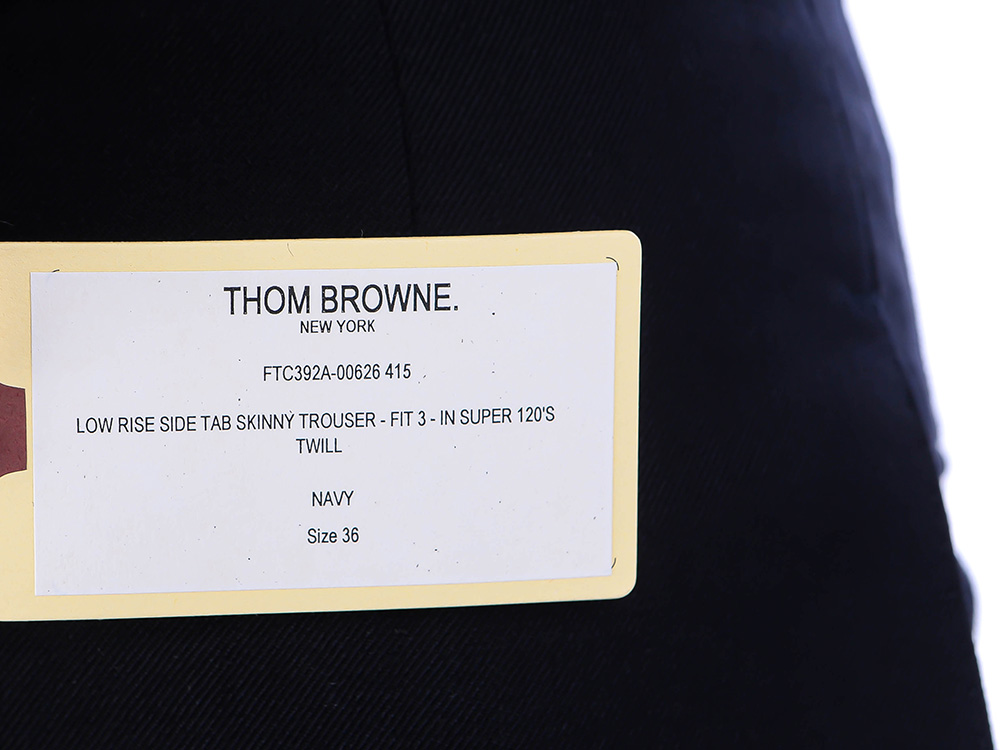 THOM BROWNE.
NEW YORK
FTC392A-00626 415
LOW RISE SIDE TAB SKINNY TROUSER - FIT 3 - IN SUPER 120'S
TWILL
NAVY
Size 36